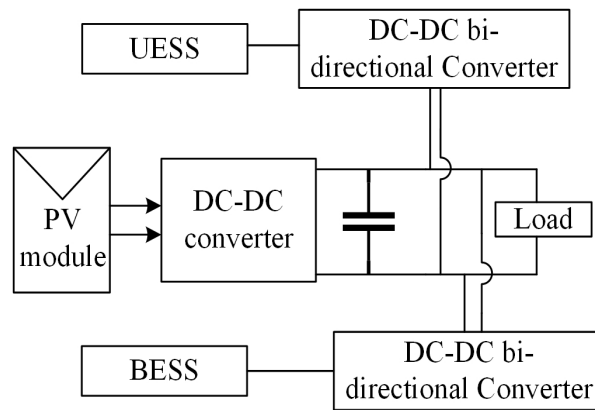 UESS
DC-DC bi-
directional Converter
PV
module
DC-DC
converter
Load
BESS
DC-DC bi-
directional Converter